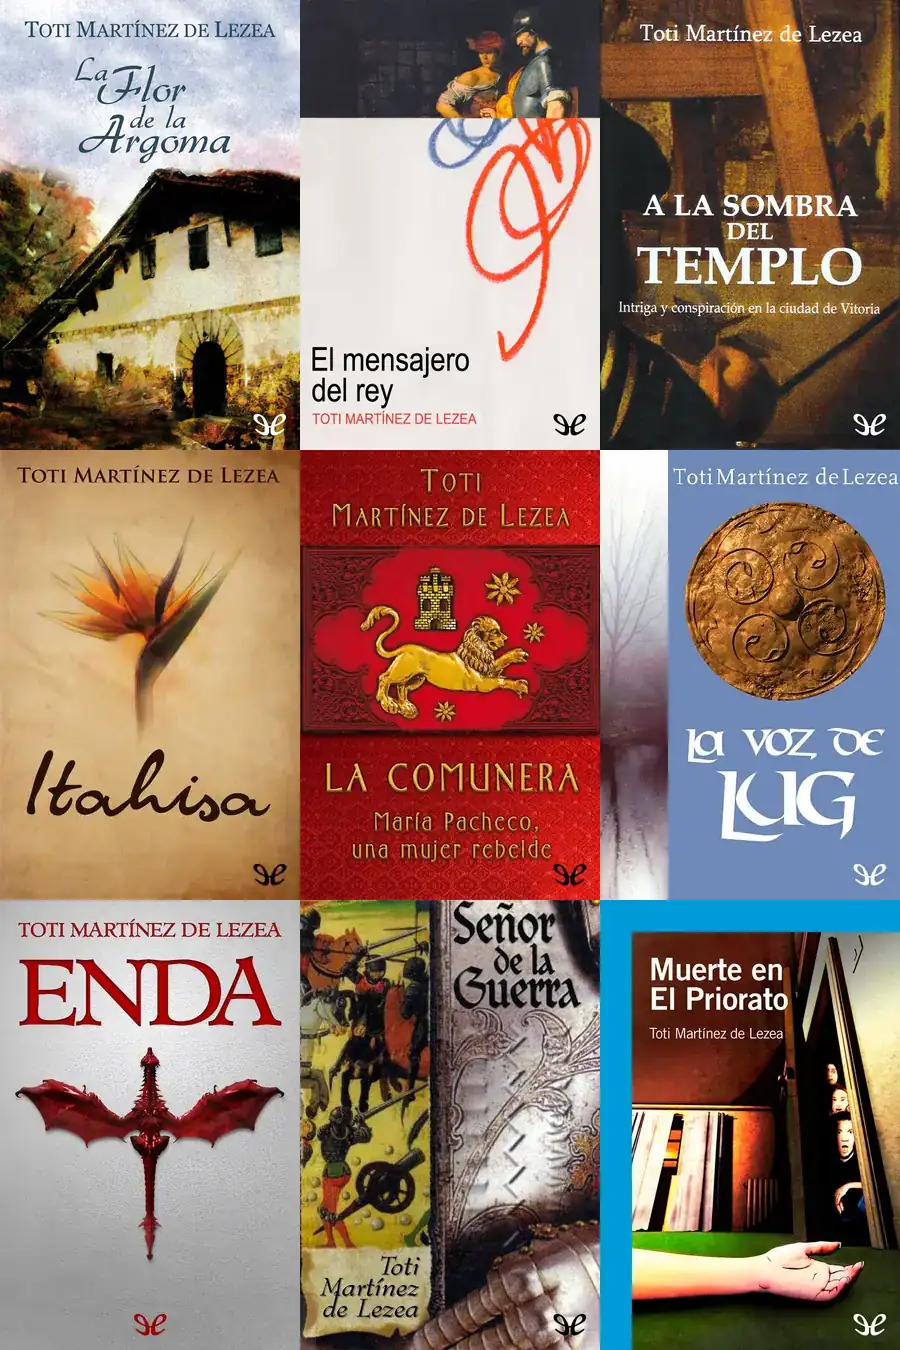 TOTI MARTÍNEZ DE LEZEA
La Flor
de la
Argoma
El mensajero
del rey
TOTI MARTÍNEZ DE LEZEA
Toti Martínez de Lezea
A LA SOMBRA
DEL
TEMPLO
Intriga y conspiración en la ciudad de Vitoria
TOTI MARTÍNEZ DE LEZEA
Itahisa
TOTI
MARTÍNEZ DE LEZEA
LA COMUNERA
María Pacheco,
una mujer rebelde
Toti Martínez de Lezea
LA VOZ DE
LUG
TOTI MARTÍNEZ DE LEZEA
ENDA
Señor
de la
Guerra
Toti
Martínez
de Lezea
Muerte en
El Priorato
Toti Martínez de Lezea